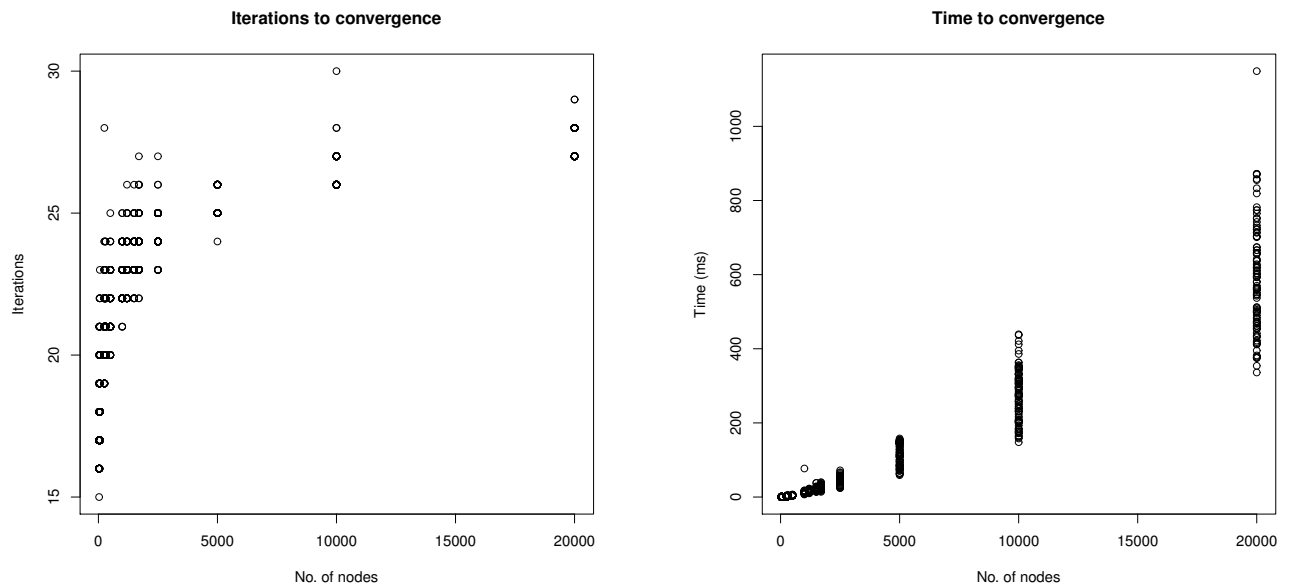 Iterations to convergence
30
25
20
15
Iterations
0 5000 10000 15000 20000
No. of nodes
Time to convergence
1000
800
600
400
200
0
Time (ms)
0 5000 10000 15000 20000
No. of nodes